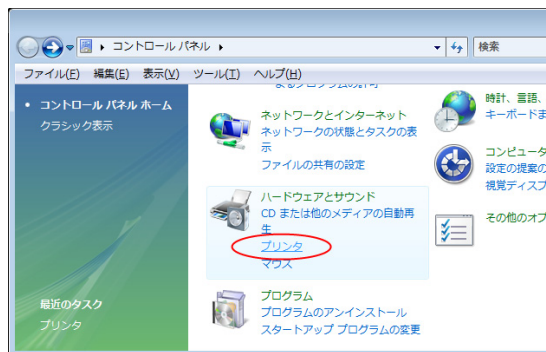 コントロール パネル
検索
ファイル(F) 編集(E) 表示(V) ツール(T) ヘルプ(H)
コントロール パネル ホーム
クラシック表示
ネットワークとインターネット
ネットワークの状態とタスクの表
示
ファイルの共有の設定
ハードウェアとサウンド
CD または他のメディアの自動再
生
プリンタ
マウス
プログラム
プログラムのアンインストール
スタートアップ プログラムの変更
時計、言語、
キーボードま
コンピュータ
設定の提案の
視覚ディスプ
その他のオプ
最近のタスク
プリンタ